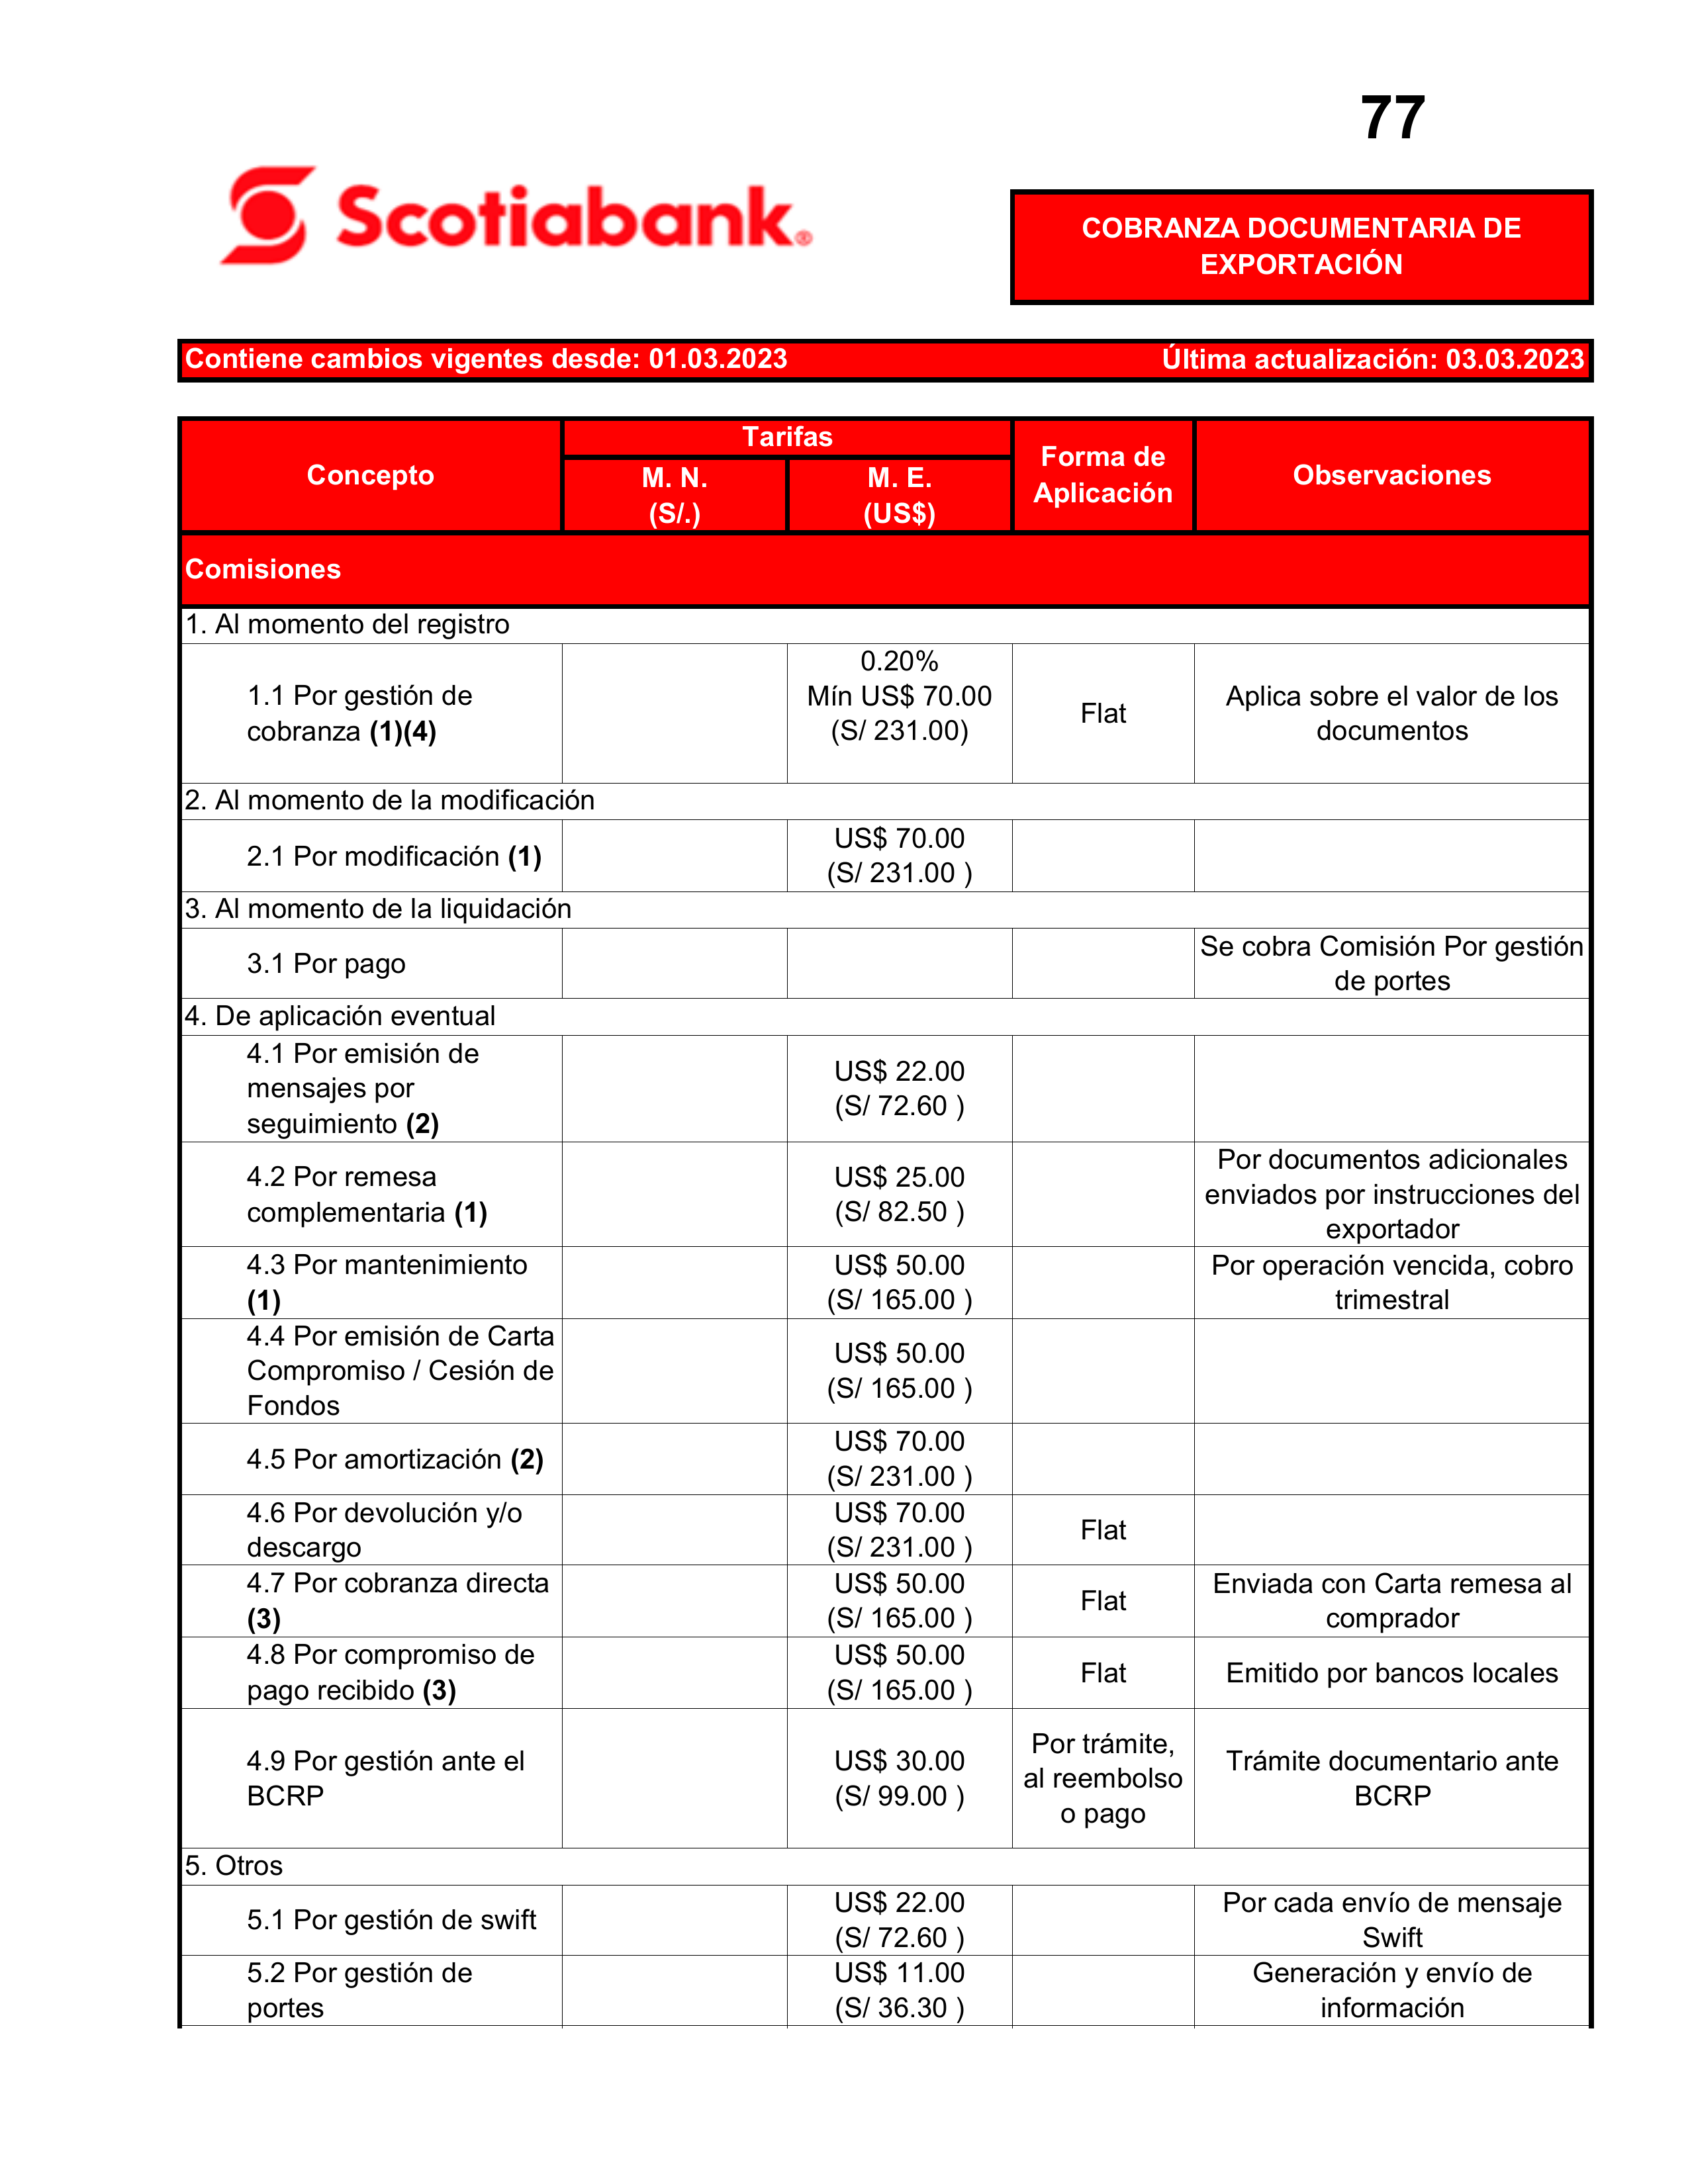 77
Scotiabank®
COBRANZA DOCUMENTARIA DE
EXPORTACIÓN
Contiene cambios vigentes desde: 01.03.2023 Última actualización: 03.03.2023
Concepto
Tarifas
M. N.
(S/.)
M. E.
(US$)
Forma de
Aplicación
Observaciones
Comisiones
1. Al momento del registro
1.1 Por gestión de
cobranza (1)(4)
0.20%
Mín US$ 70.00
(S/ 231.00)
Flat
Aplica sobre el valor de los
documentos
2. Al momento de la modificación
2.1 Por modificación (1)
US$ 70.00
(S/ 231.00 )
3. Al momento de la liquidación
3.1 Por pago
Se cobra Comisión Por gestión
de portes
4. De aplicación eventual
4.1 Por emisión de
mensajes por
seguimiento (2)
US$ 22.00
(S/ 72.60 )
4.2 Por remesa
complementaria (1)
US$ 25.00
(S/ 82.50 )
Por documentos adicionales
enviados por instrucciones del
exportador
4.3 Por mantenimiento
(1)
US$ 50.00
(S/ 165.00 )
Por operación vencida, cobro
trimestral
4.4 Por emisión de Carta
Compromiso / Cesión de
Fondos
US$ 50.00
(S/ 165.00 )
4.5 Por amortización (2)
US$ 70.00
(S/ 231.00 )
4.6 Por devolución y/o
descargo
US$ 70.00
(S/ 231.00 )
Flat
4.7 Por cobranza directa
(3)
US$ 50.00
(S/ 165.00 )
Flat
Enviada con Carta remesa al
comprador
4.8 Por compromiso de
pago recibido (3)
US$ 50.00
(S/ 165.00 )
Flat
Emitido por bancos locales
4.9 Por gestión ante el
BCRP
US$ 30.00
(S/ 99.00 )
Por trámite,
al reembolso
o pago
Trámite documentario ante
BCRP
5. Otros
5.1 Por gestión de swift
US$ 22.00
(S/ 72.60 )
Por cada envío de mensaje
Swift
5.2 Por gestión de
portes
US$ 11.00
(S/ 36.30 )
Generación y envío de
información